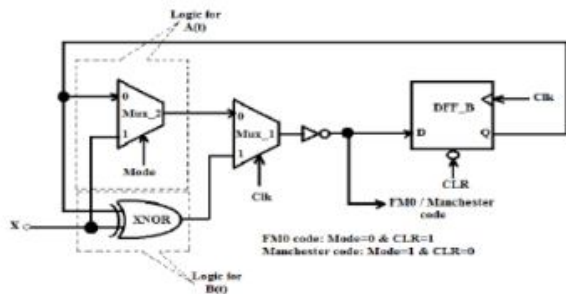 Logic for
A(t)
0
Mux_2
1
Mode
0
Mux_1
1
Clk
DFF_B
Clk
D
Q
CLR
FM0 / Manchester
code
X
XNOR
FM0 code: Mode=0 & CLR=1
Manchester code: Mode=1 & CLR=0
Logic for
B(t)